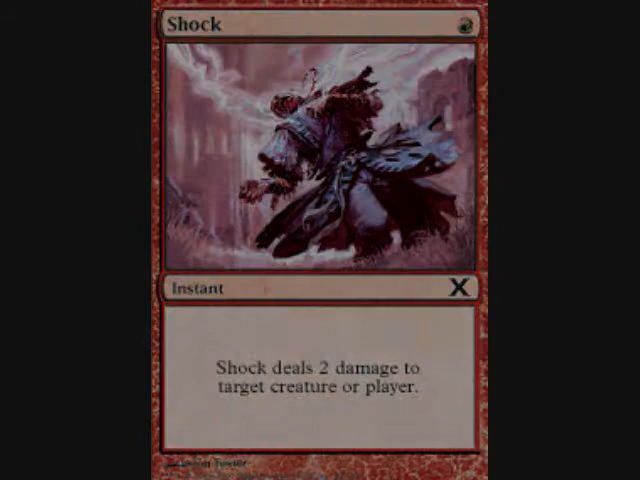 Shock
Instant
X
Shock deals 2 damage to
target creature or player.